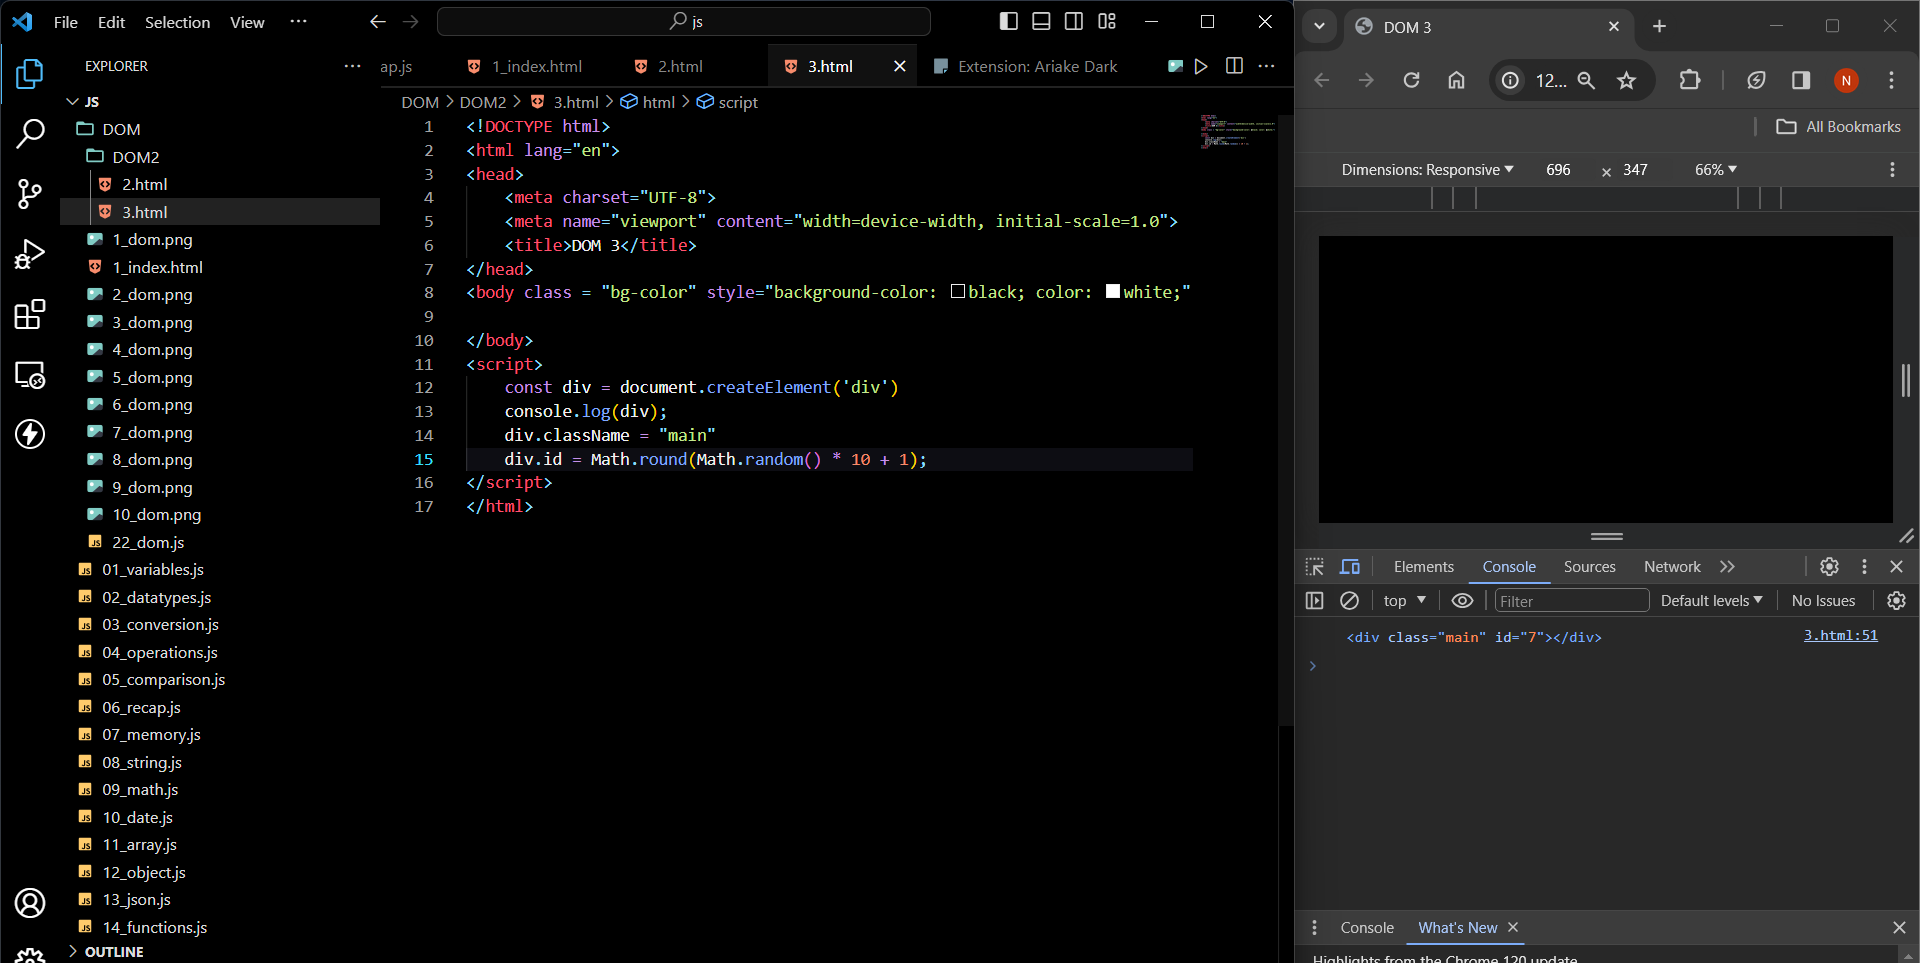 File Edit Selection View ···
js
EXPLORER ···
JS
DOM
DOM2
2.html
3.html
1_dom.png
1_index.html
2_dom.png
3_dom.png
4_dom.png
5_dom.png
6_dom.png
7_dom.png
8_dom.png
9_dom.png
10_dom.png
22_dom.js
01_variables.js
02_datatypes.js
03_conversion.js
04_operations.js
05_comparison.js
06_recap.js
07_memory.js
08_string.js
09_math.js
10_date.js
11_array.js
12_object.js
13_json.js
14_functions.js
OUTLINE
ap.js 1_index.html 2.html 3.html Extension: Ariake Dark
DOM > DOM2 > 3.html > html > script
1 <!DOCTYPE html>
2 <html lang="en">
3 <head>
4 <meta charset="UTF-8">
5 <meta name="viewport" content="width=device-width, initial-scale=1.0">
6 <title>DOM 3</title>
7 </head>
8 <body class = "bg-color" style="background-color: black; color: white;"
9
10 </body>
11 <script>
12 const div = document.createElement('div')
13 console.log(div);
14 div.className = "main"
15 div.id = Math.round(Math.random() * 10 + 1);
16 </script>
17 </html>
DOM 3
12... N
All Bookmarks
Dimensions: Responsive 696 × 347 66%
Elements Console Sources Network
top Filter Default levels No Issues
<div class="main" id="7"></div> 3.html:51
Console What's New
Highlights from the Chrome 120 update